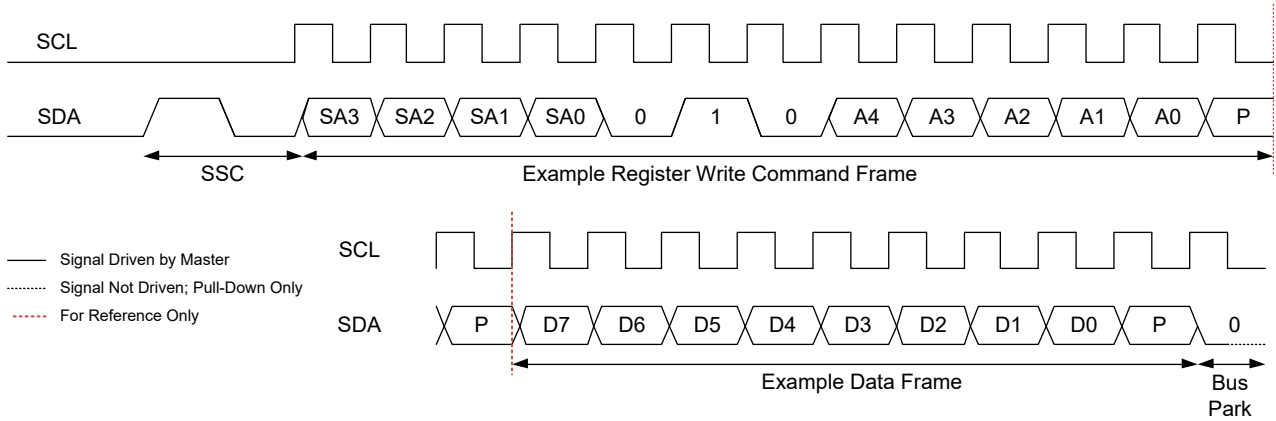 SCL
SDA SA3 SA2 SA1 SA0 0 1 0 A4 A3 A2 A1 A0 P
SSC Example Register Write Command Frame
SCL
Signal Driven by Master
Signal Not Driven; Pull-Down Only
For Reference Only
SDA P D7 D6 D5 D4 D3 D2 D1 D0 P 0
Example Data Frame Bus
Park